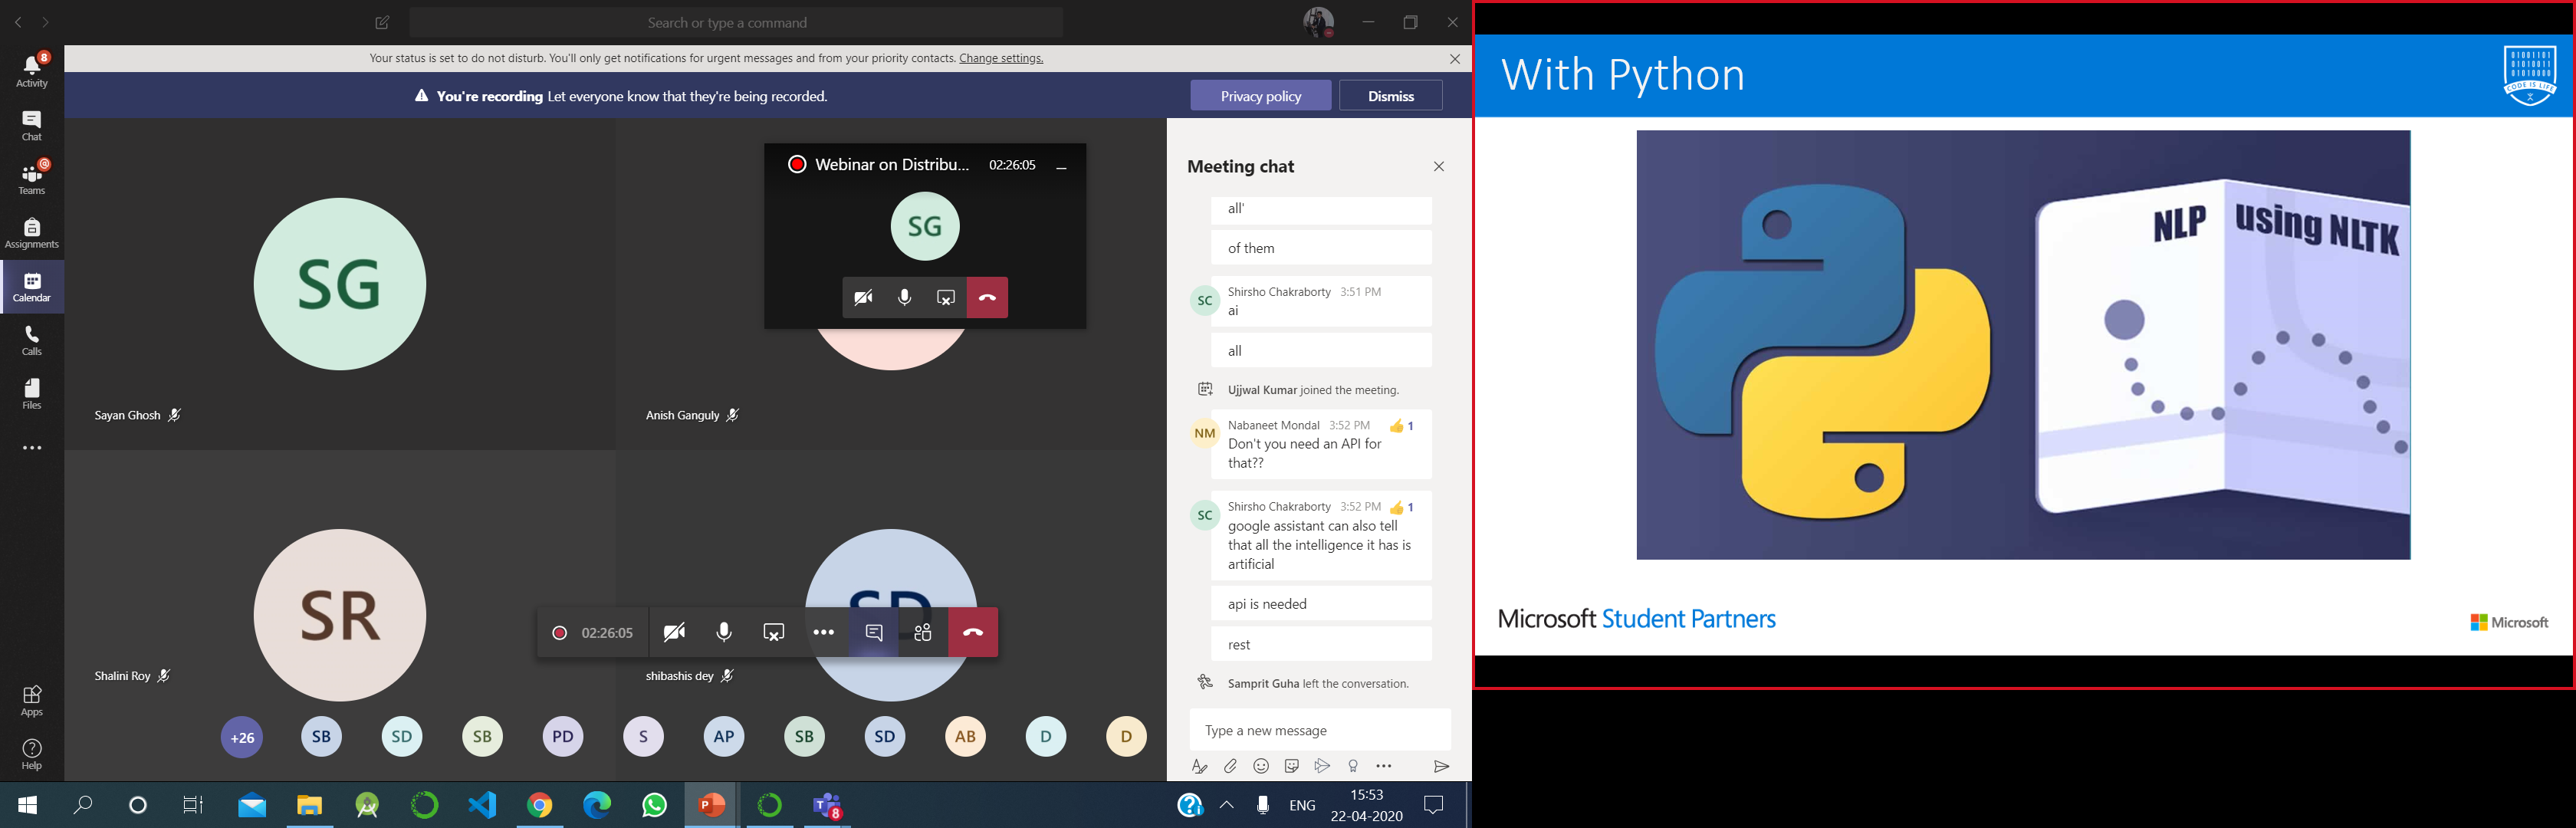 Search or type a command
Your status is set to do not disturb. You'll only get notifications for urgent messages and from your priority contacts. Change settings.
You're recording Let everyone know that they're being recorded.
Privacy policy
Dismiss
8
Activity
Chat
@
Teams
Assignments
Calendar
Calls
Files
Apps
Help
SG
Sayan Ghosh
Webinar on Distribu...
02:26:05
SG
Anish Ganguly
SR
Shalini Roy
SD
shibashis dey
02:26:05
+26
SB
SD
SB
PD
S
AP
SB
SD
AB
D
D
Meeting chat
all'
of them
SC
Shirsho Chakraborty 3:51 PM
ai
all
Ujjwal Kumar joined the meeting.
NM
Nabaneet Mondal 3:52 PM
1
Don't you need an API for
that??
SC
Shirsho Chakraborty 3:52 PM
1
google assistant can also tell
that all the intelligence it has is
artificial
api is needed
rest
Samprit Guha left the conversation.
Type a new message
P
T
8
ENG
15:53
22-04-2020
With Python
01001101
01010011
01010000
CODE IS LIFE
NLP using NLTK
Microsoft Student Partners
Microsoft